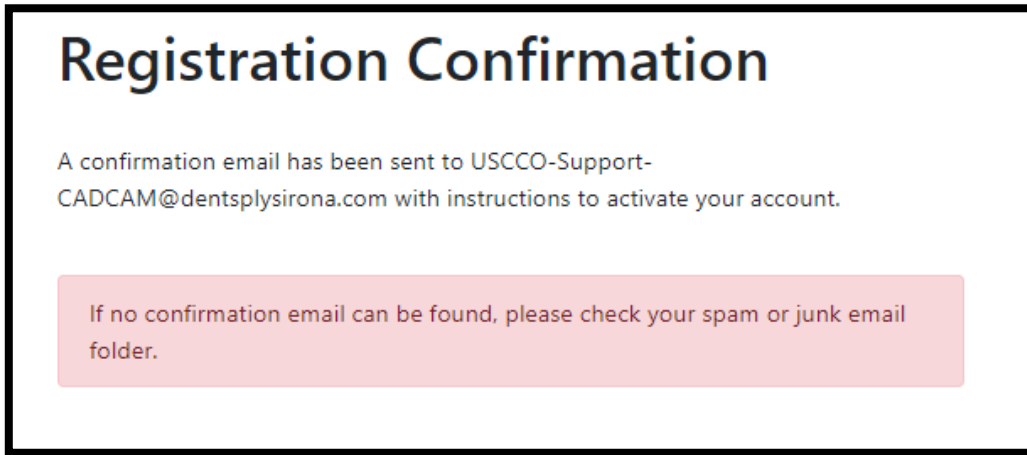 Registration Confirmation
A confirmation email has been sent to USCCO-Support-
CADCAM@dentsplysirona.com with instructions to activate your account.
If no confirmation email can be found, please check your spam or junk email
folder.